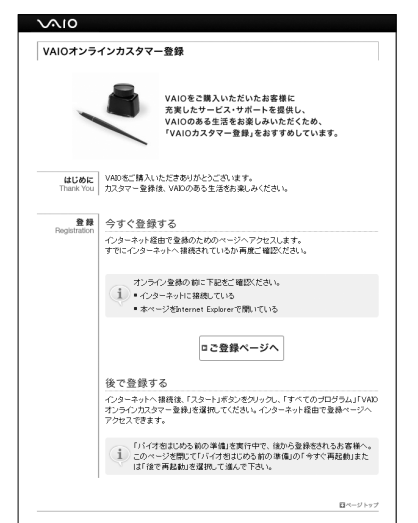 VAIO
VAIOオンラインカスタマー登録
VAIOをご購入いただいたお客様に
充実したサービス・サポートを提供し、
VAIOのある生活をお楽しみいただくため、
「VAIOカスタマー登録」をおすすめしています。
はじめに
Thank You
VAIOをご購入いただきありがとうございます。
カスタマー登録後、VAIOのある生活をお楽しみください。
登録
Registration
今すぐ登録する
インターネット経由で登録のためのページへアクセスします。
すでにインターネットへ接続されているか再度ご確認ください。
オンライン登録の前に下記をご確認ください。
■ インターネットに接続している
■ 本ページをInternet Explorerで開いている
ご登録ページへ
後で登録する
インターネットへ接続後、「スタート」ボタンをクリックし、「すべてのプログラム」「VAIO
オンラインカスタマー登録」を選択してください。インターネット経由で登録ページへ
アクセスできます。
「バイオをはじめる前の準備」を実行中で、後から登録をされるお客様へ。
このページを閉じて「バイオをはじめる前の準備」の「今すぐ再起動」また
は「後で再起動」を選択して進んで下さい。
ページトップ